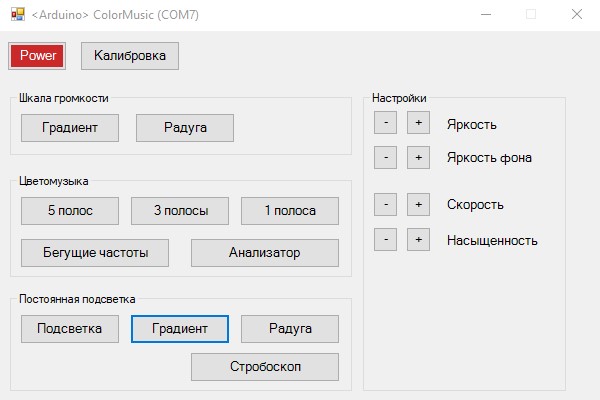 <Arduino> ColorMusic (COM7)
Power Калибровка
Шкала громкости
Градиент Радуга
Цветомузыка
5 полос 3 полосы 1 полоса
Бегущие частоты Анализатор
Постоянная подсветка
Подсветка Градиент Радуга
Стробоскоп
Настройки
- + Яркость
- + Яркость фона
- + Скорость
- + Насыщенность